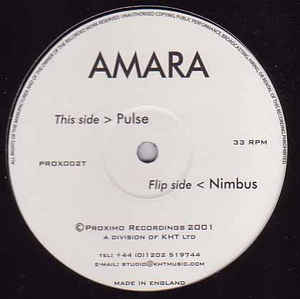 AMARA
This side > Pulse
33 RPM
PROX002T
Flip side < Nimbus
©PROXIMO RECORDINGS 2001
A DIVISION OF KHT LTD
TEL: +44 (0)1202 519744
E-MAIL: STUDIO@KHTMUSIC.COM
MADE IN ENGLAND